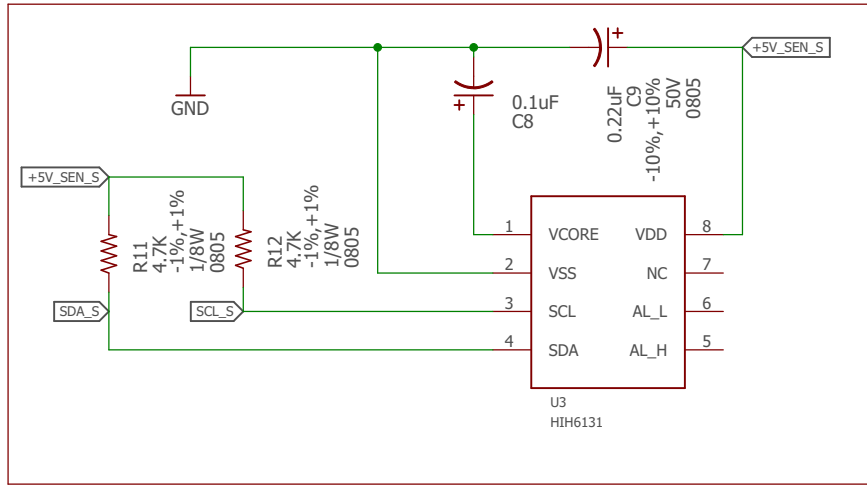 +5V_SEN_S
+
GND
+
0.1uF
C8
0.22uF
C9
-10%,+10%
50V
0805
+5V_SEN_S
R11
4.7K
-1%,+1%
1/8W
0805
R12
4.7K
-1%,+1%
1/8W
0805
1 VCORE VDD 8
2 VSS NC 7
SDA_S
SCL_S
3 SCL AL_L 6
4 SDA AL_H 5
U3
HIH6131